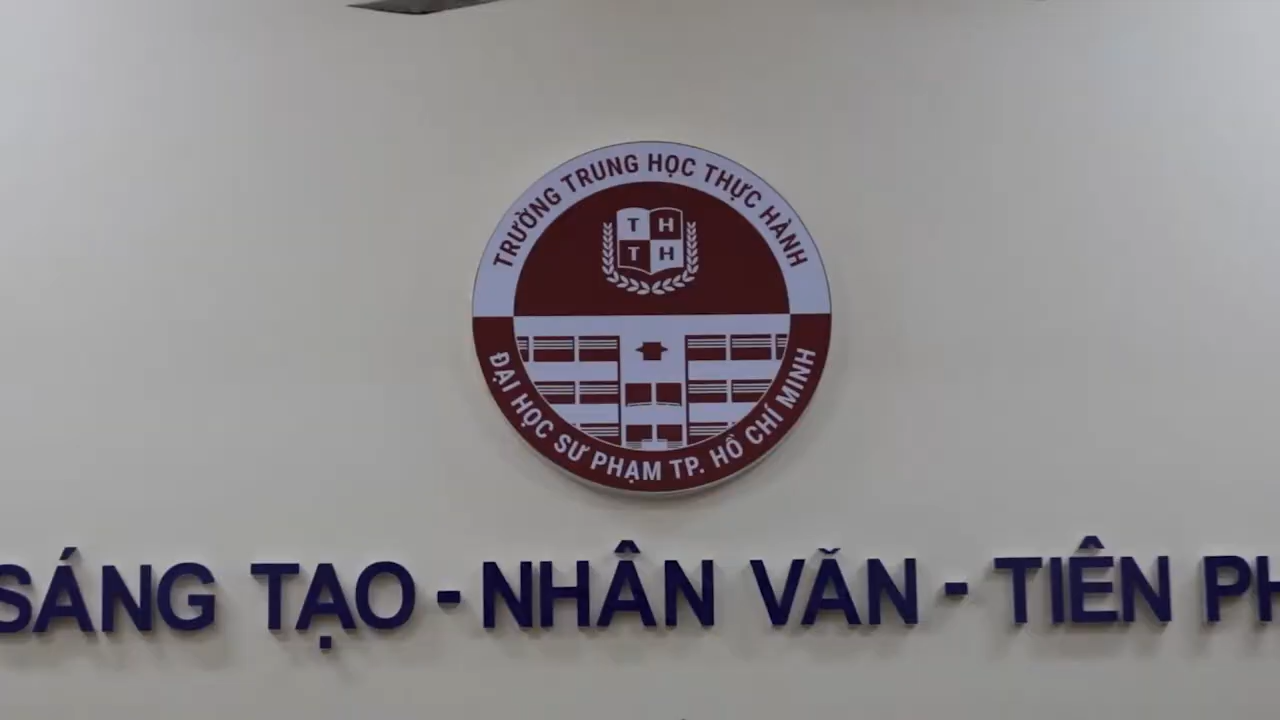 TRƯỜNG TRUNG HỌC THỰC HÀNH
T H
T H
ĐẠI HỌC SƯ PHẠM TP. HỒ CHÍ MINH
SÁNG TẠO - NHÂN VĂN - TIÊN PH